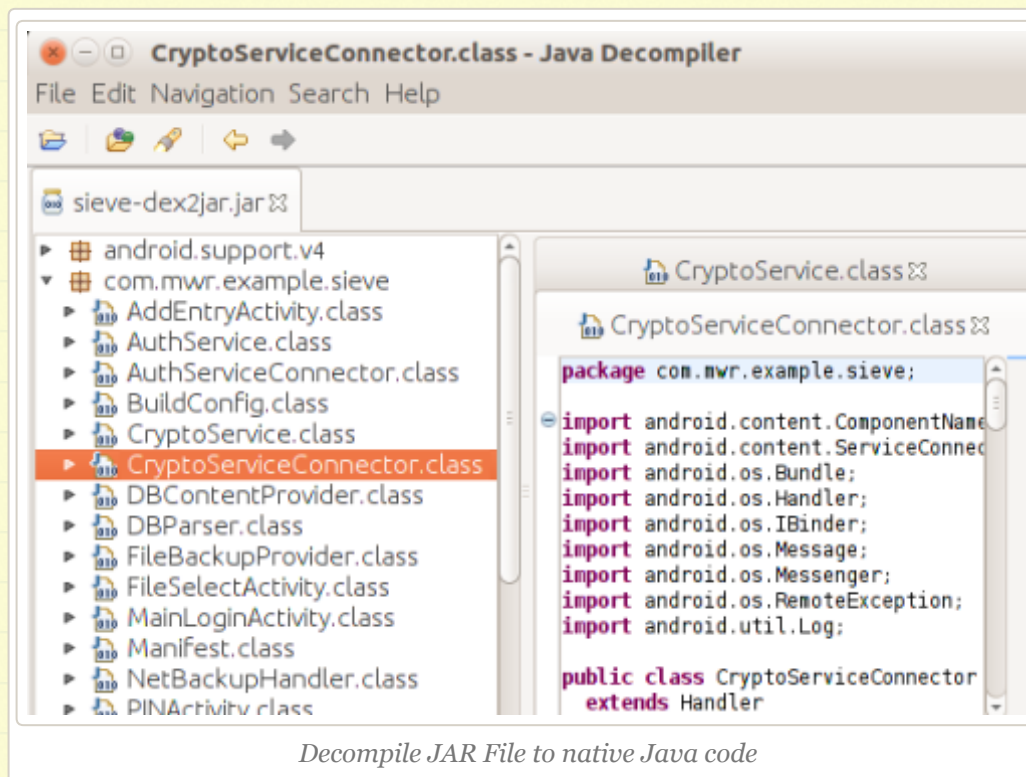 CryptoServiceConnector.class - Java Decompiler
File Edit Navigation Search Help
sieve-dex2jar.jar
android.support.v4
com.mwr.example.sieve
AddEntryActivity.class
AuthService.class
AuthServiceConnector.class
BuildConfig.class
CryptoService.class
CryptoServiceConnector.class
DBContentProvider.class
DBParser.class
FileBackupProvider.class
FileSelectActivity.class
MainLoginActivity.class
Manifest.class
NetBackupHandler.class
PINActivity.class
CryptoService.class
CryptoServiceConnector.class
package com.mwr.example.sieve;
import android.content.ComponentName
import android.content.ServiceConnec
import android.os.Bundle;
import android.os.Handler;
import android.os.IBinder;
import android.os.Message;
import android.os.Messenger;
import android.os.RemoteException;
import android.util.Log;
public class CryptoServiceConnector
extends Handler
Decompile JAR File to native Java code